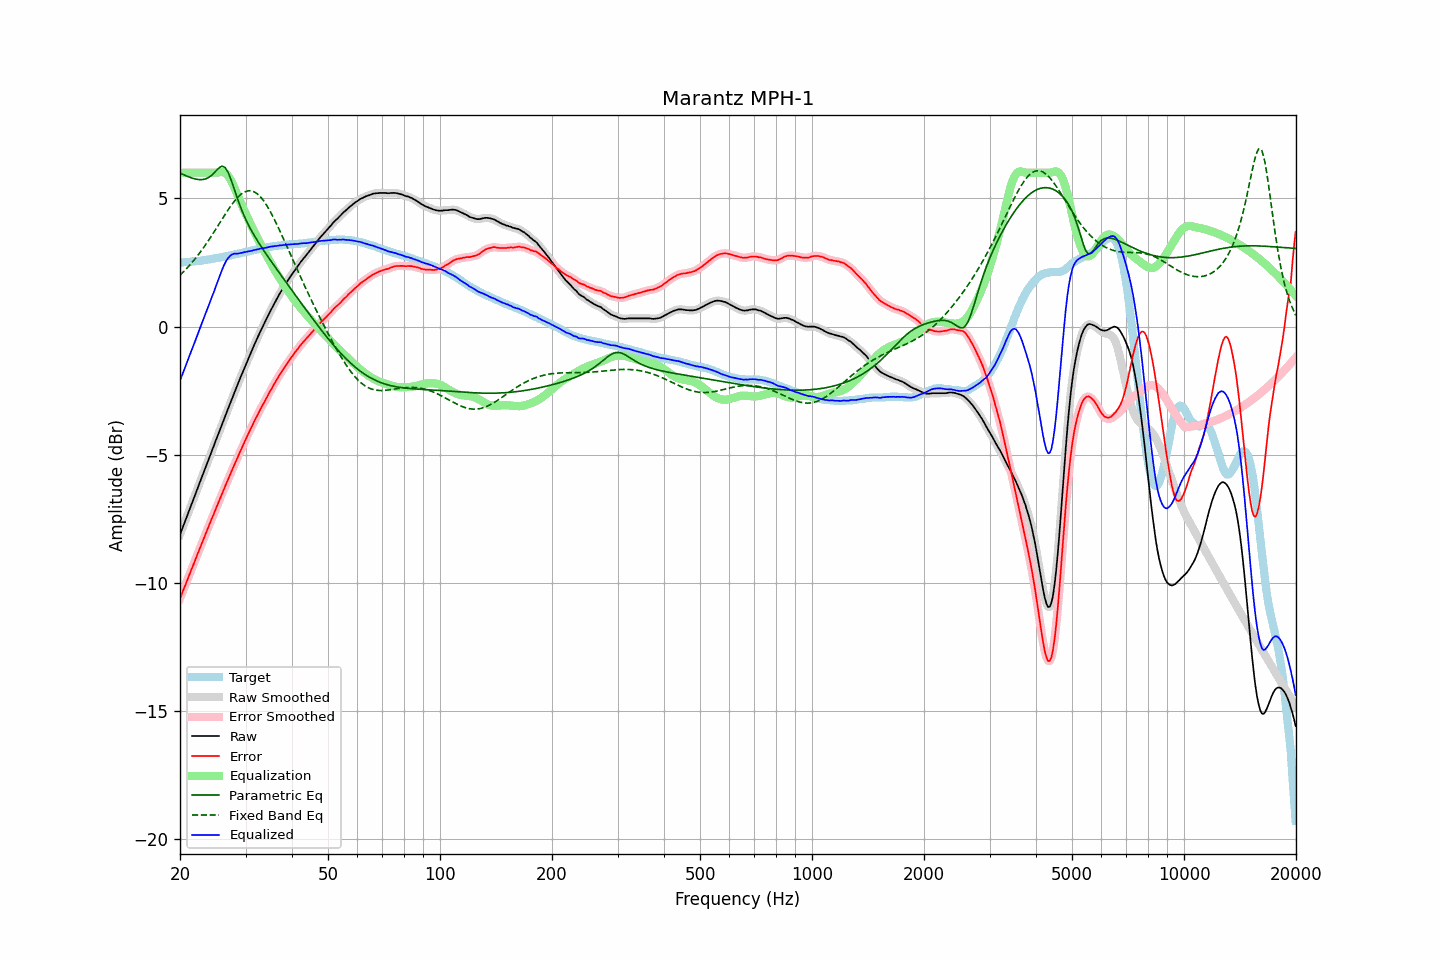 Marantz MPH-1
Amplitude (dBr)
5
0
−5
−10
−15
−20
Target
Raw Smoothed
Error Smoothed
Raw
Error
Equalization
Parametric Eq
Fixed Band Eq
Equalized
20 50 100 200 500 1000 2000 5000 10000 20000
Frequency (Hz)